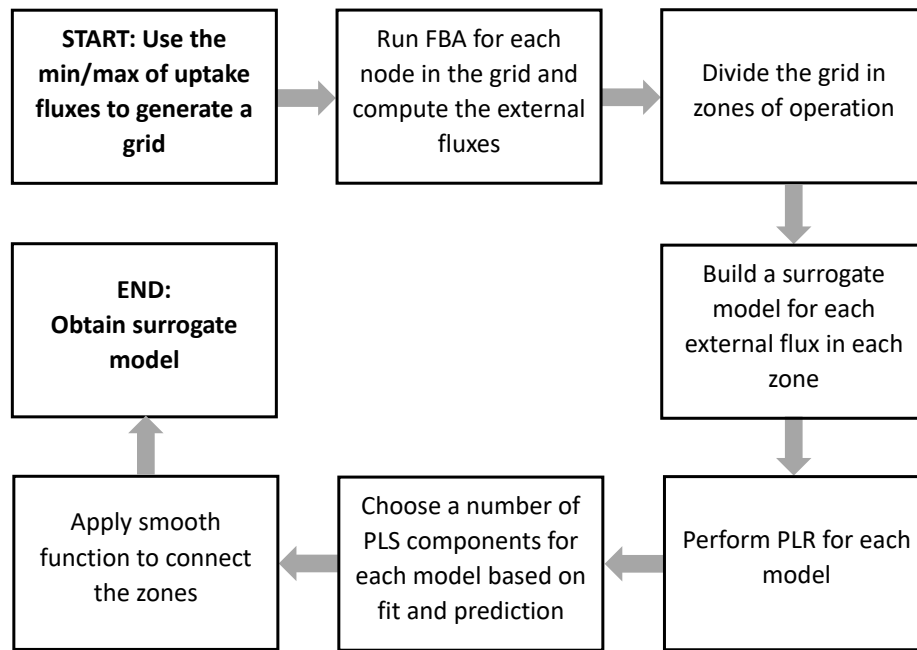 START: Use the
min/max of uptake
fluxes to generate a
grid
Run FBA for each
node in the grid and
compute the external
fluxes
Divide the grid in
zones of operation
Build a surrogate
model for each
external flux in each
zone
Perform PLR for each
model
Choose a number of
PLS components for
each model based on
fit and prediction
Apply smooth
function to connect
the zones
END:
Obtain surrogate
model